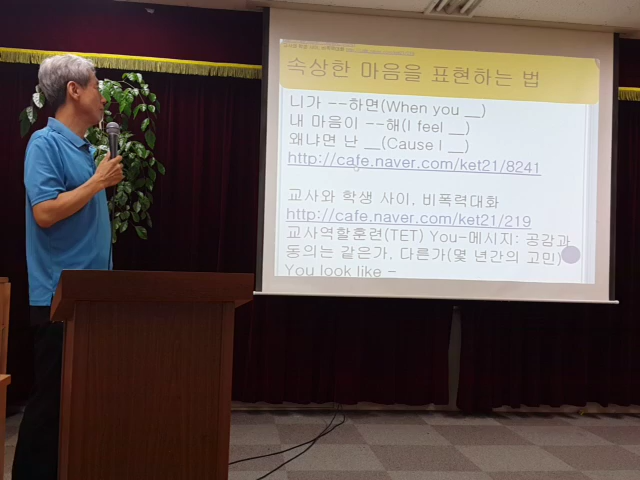 속상한 마음을 표현하는 법
니가 --하면(When you __)
내 마음이 --해(I feel __)
왜냐면 난 __(Cause I __)
http://cafe.naver.com/ket21/8241
교사와 학생 사이, 비폭력대화
http://cafe.naver.com/ket21/219
교사역할훈련(TET) You-메시지: 공감과
동의는 같은가, 다른가(몇 년간의 고민)
You look like -